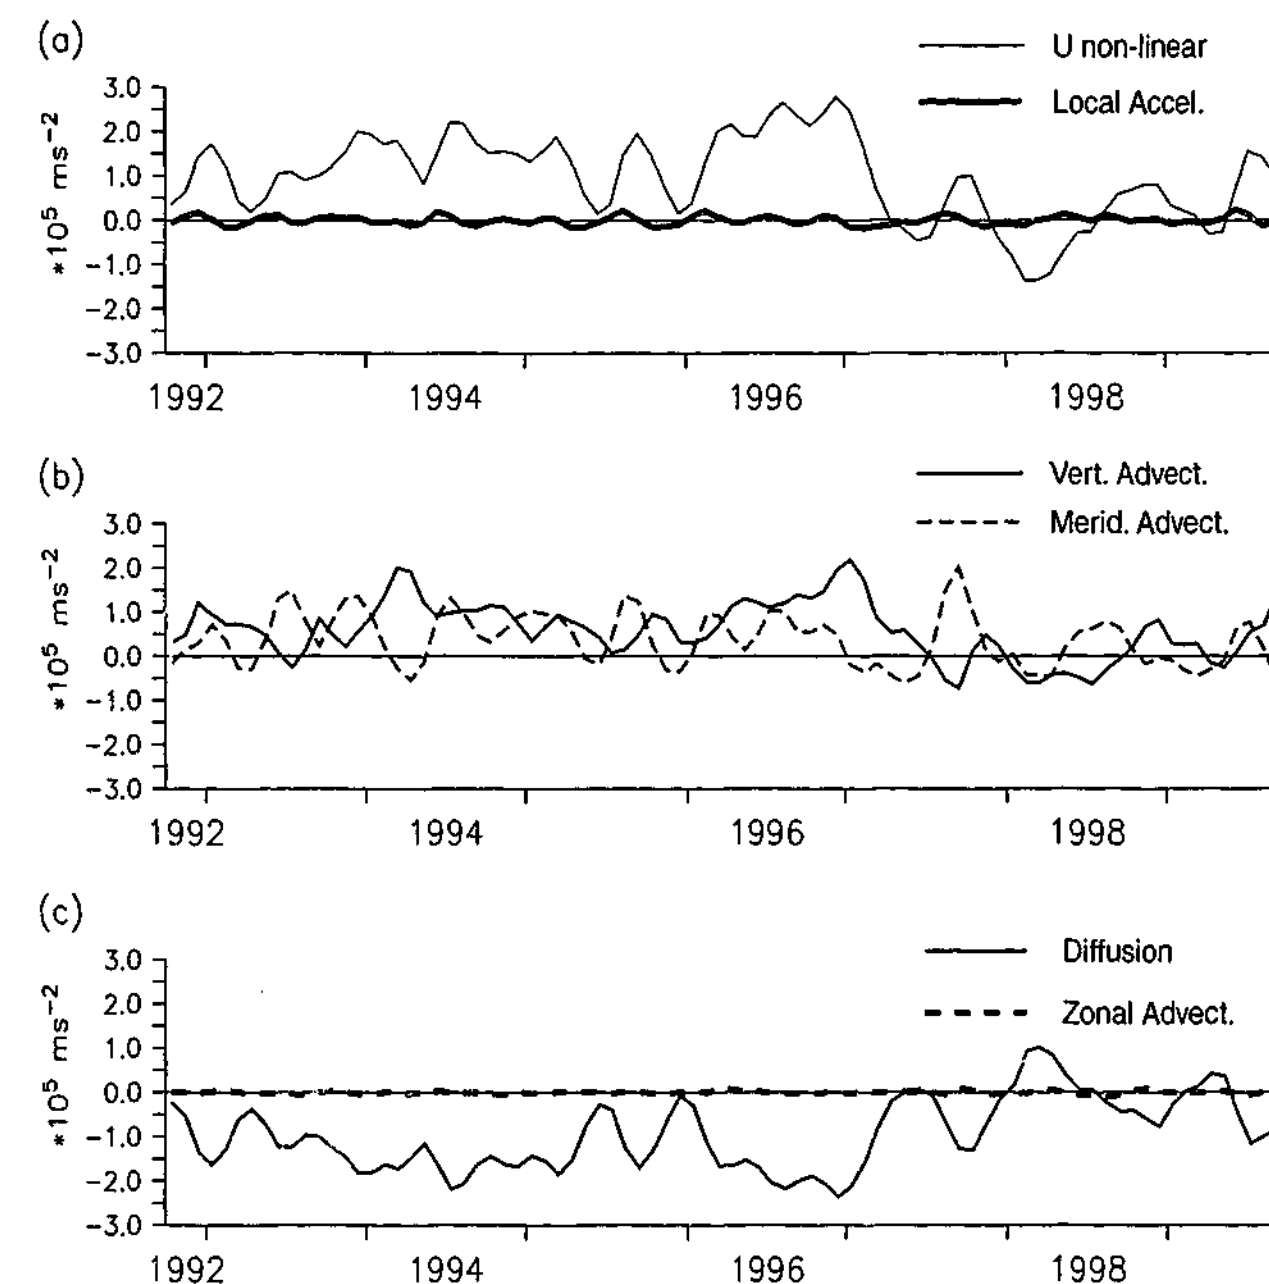 (a)
U non-linear
Local Accel.
3.0
2.0
1.0
0.0
−1.0
−2.0
−3.0
*10⁵ ms⁻²
1992 1994 1996 1998
(b)
Vert. Advect.
Merid. Advect.
3.0
2.0
1.0
0.0
−1.0
−2.0
−3.0
*10⁵ ms⁻²
1992 1994 1996 1998
(c)
Diffusion
Zonal Advect.
3.0
2.0
1.0
0.0
−1.0
−2.0
−3.0
*10⁵ ms⁻²
1992 1994 1996 1998